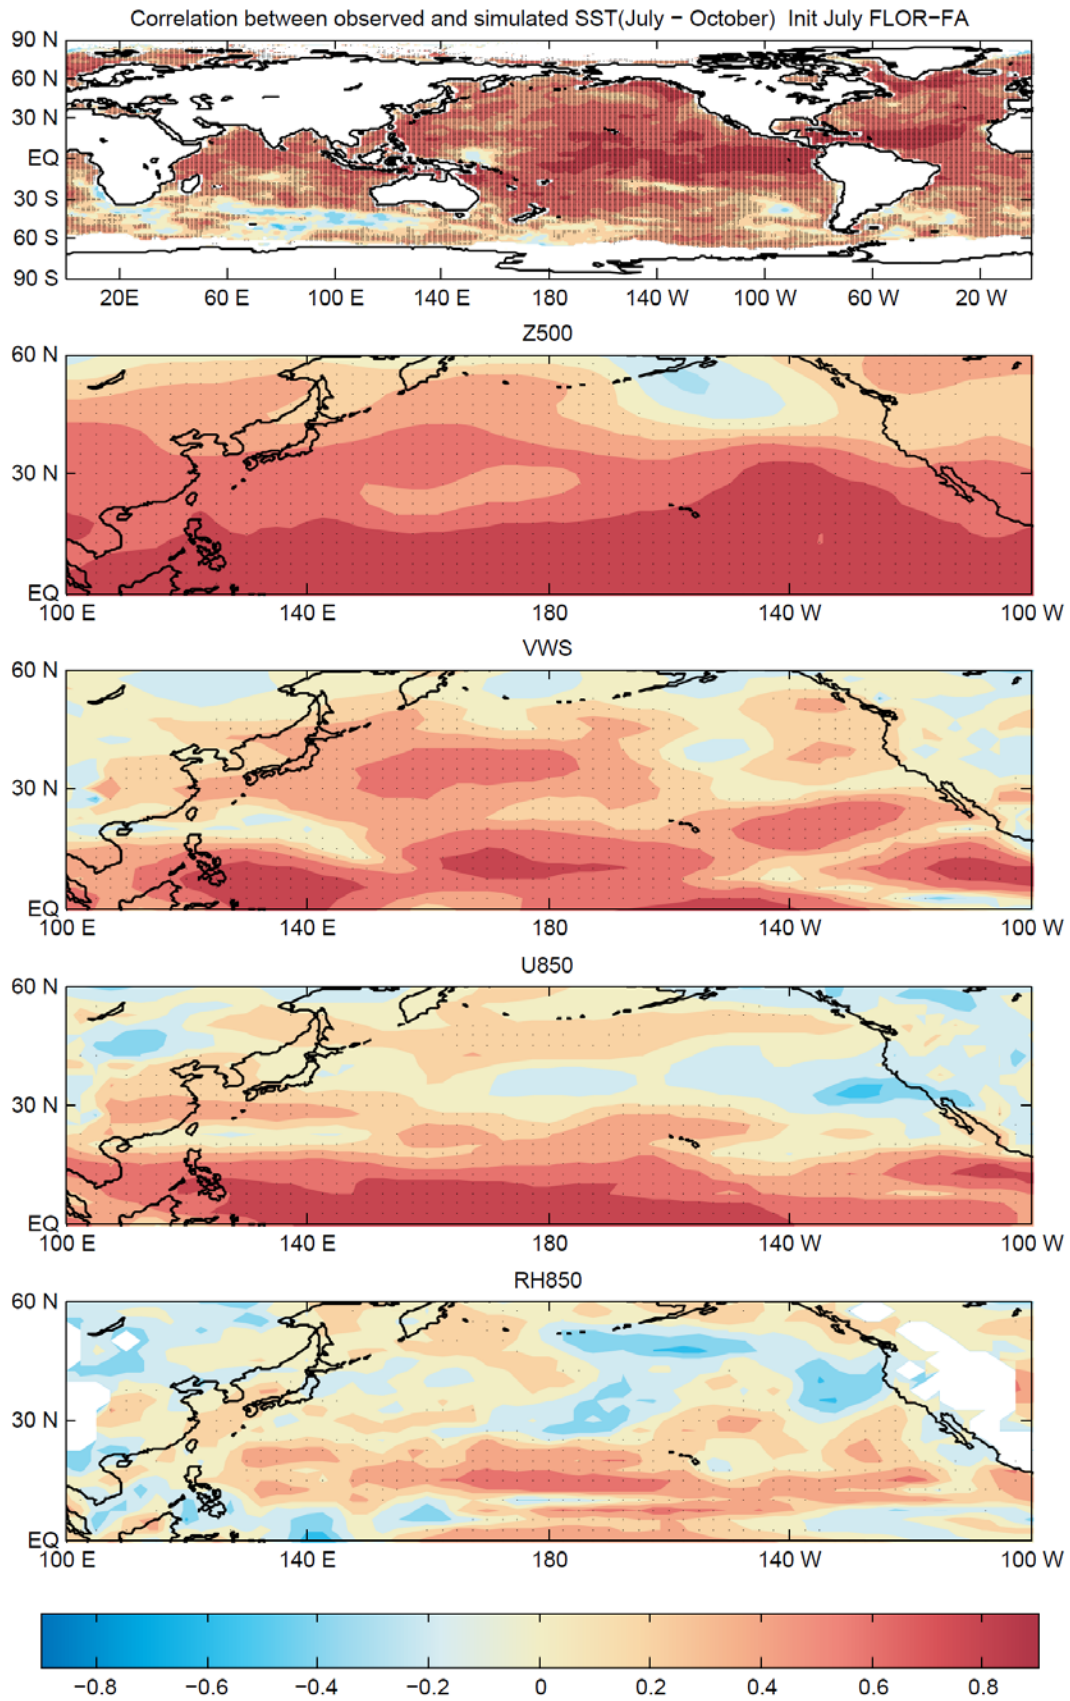 Correlation between observed and simulated SST(July − October) Init July FLOR−FA
90 N
60 N
30 N
EQ
30 S
60 S
90 S
20E 60 E 100 E 140 E 180 140 W 100 W 60 W 20 W
Z500
60 N
30 N
EQ
100 E 140 E 180 140 W 100 W
VWS
60 N
30 N
EQ
100 E 140 E 180 140 W 100 W
U850
60 N
30 N
EQ
100 E 140 E 180 140 W 100 W
RH850
60 N
30 N
EQ
100 E 140 E 180 140 W 100 W
−0.8 −0.6 −0.4 −0.2 0 0.2 0.4 0.6 0.8